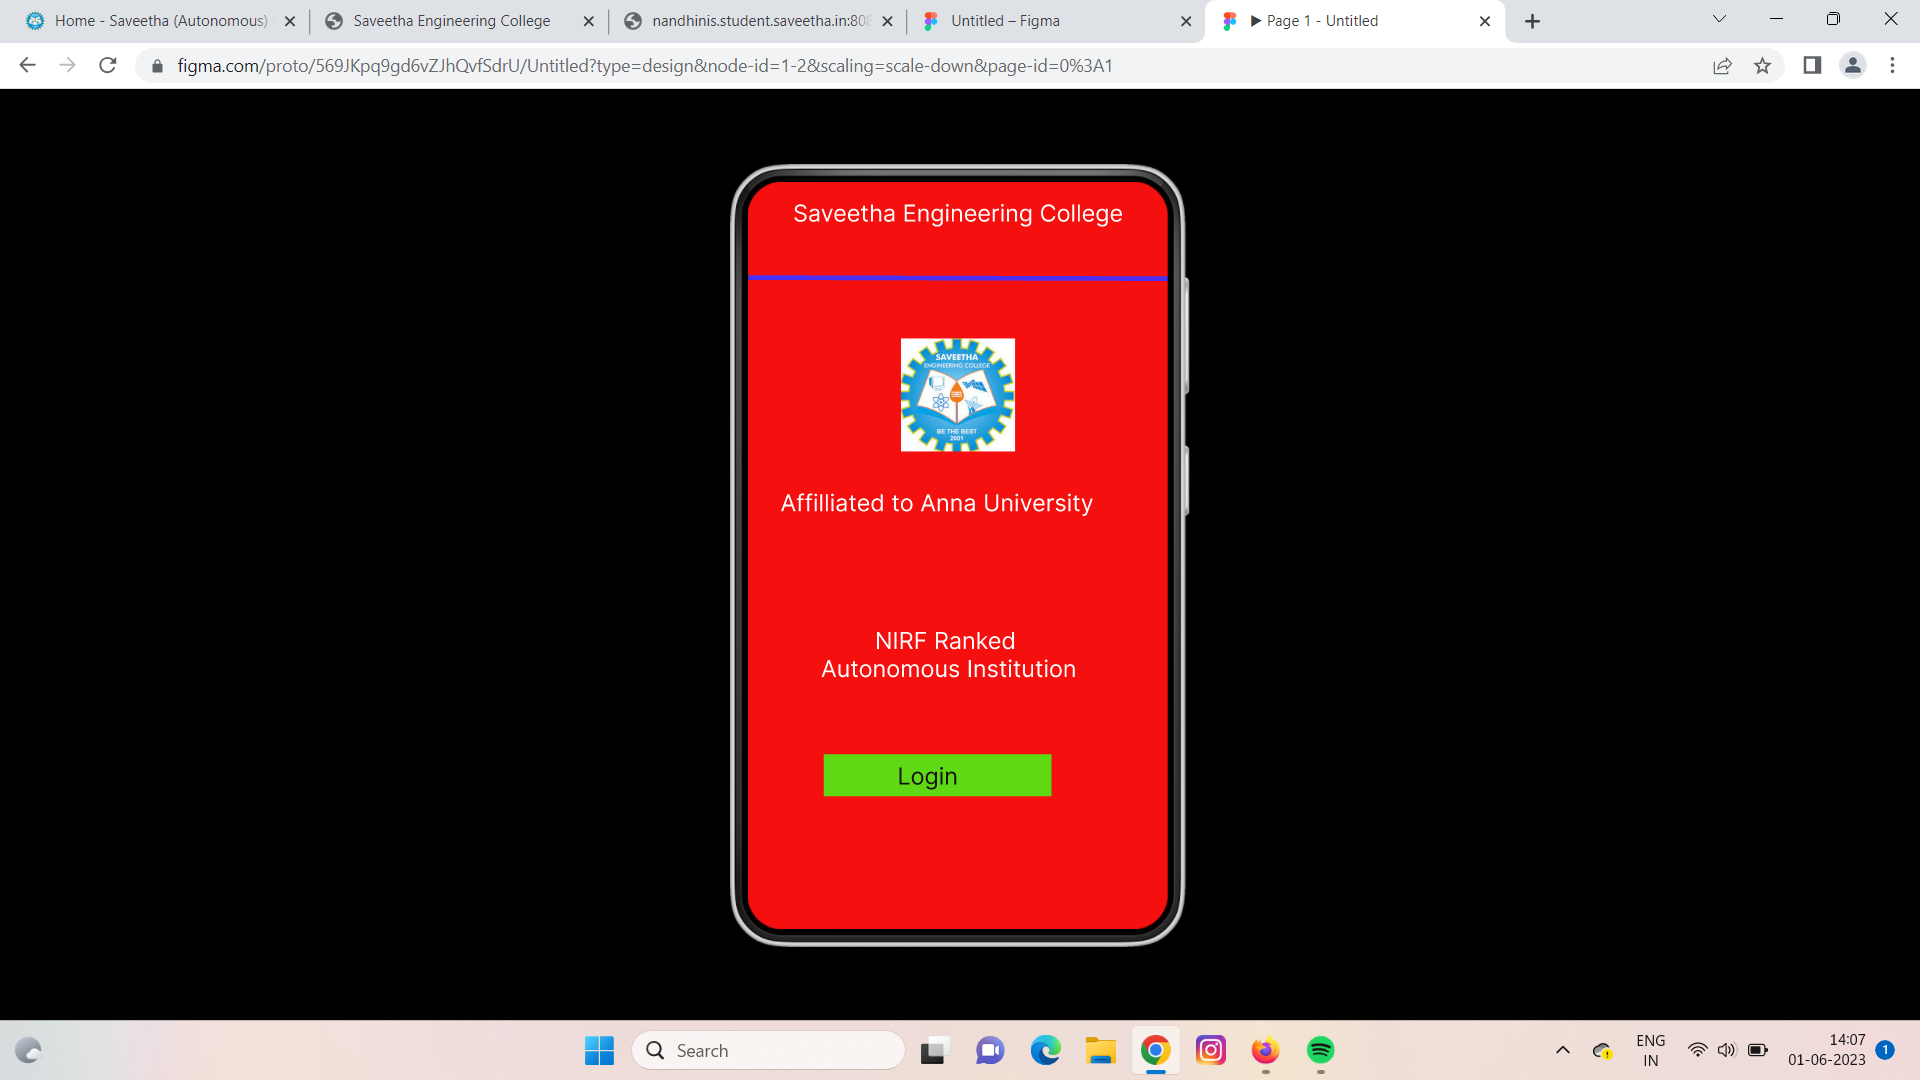 Home - Saveetha (Autonomous)
Saveetha Engineering College
nandhinis.student.saveetha.in:808
Untitled – Figma
▶ Page 1 - Untitled
figma.com/proto/569JKpq9gd6vZJhQvfSdrU/Untitled?type=design&node-id=1-2&scaling=scale-down&page-id=0%3A1
Saveetha Engineering College
SAVEETHA
ENGINEERING COLLEGE
BE THE BEST
2001
Affilliated to Anna University
NIRF Ranked
Autonomous Institution
Login
Search
ENG
IN
14:07
01-06-2023
1